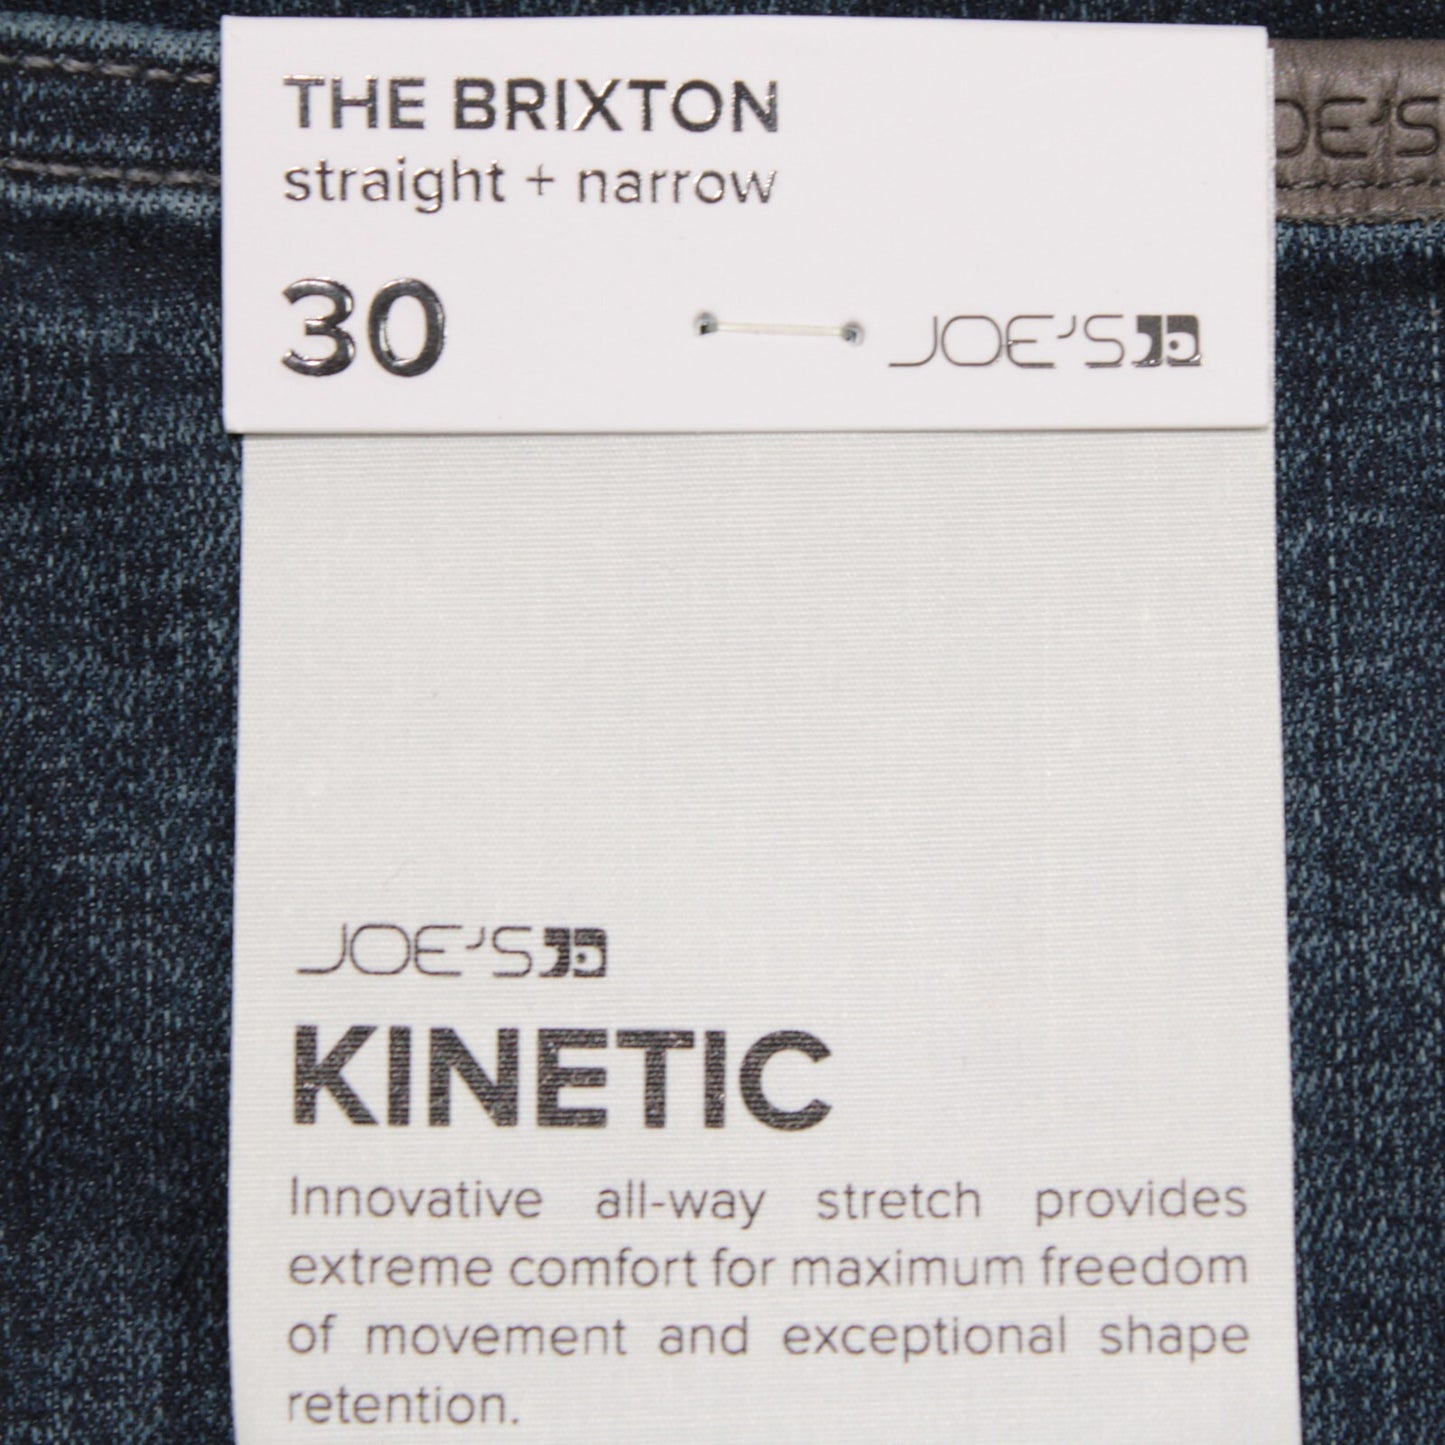 THE BRIXTON
straight + narrow
30
JOE'S
OE'S
JOE'S
KINETIC
Innovative all-way stretch provides
extreme comfort for maximum freedom
of movement and exceptional shape
retention.